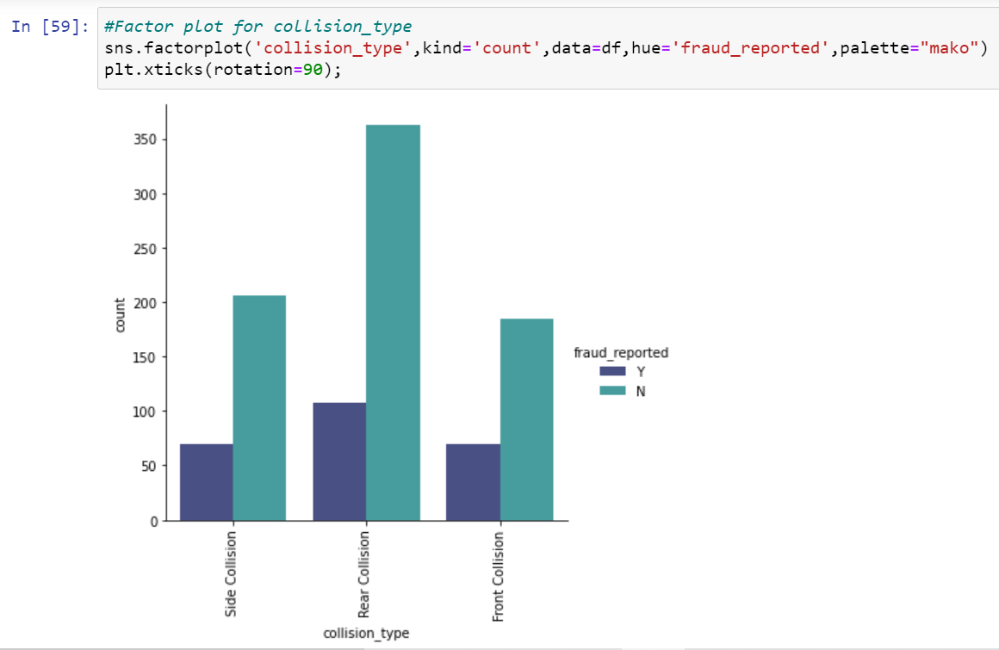 In [59]: #Factor plot for collision_type
sns.factorplot('collision_type',kind='count',data=df,hue='fraud_reported',palette="mako")
plt.xticks(rotation=90);
350
300
250
200
150
100
50
0
count
fraud_reported
Y
N
Side Collision
Rear Collision
Front Collision
collision_type